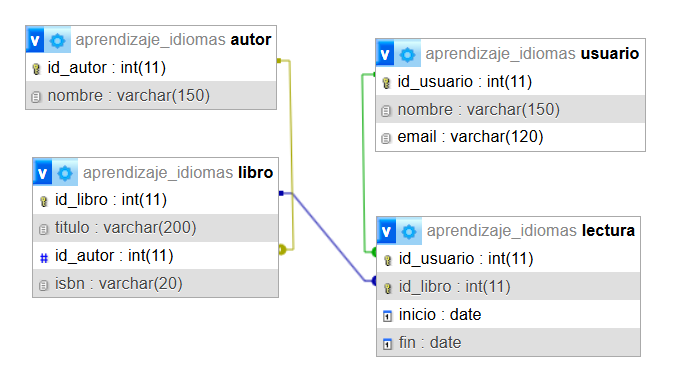 v aprendizaje_idiomas autor
id_autor : int(11)
nombre : varchar(150)
v aprendizaje_idiomas usuario
id_usuario : int(11)
nombre : varchar(150)
email : varchar(120)
v aprendizaje_idiomas libro
id_libro : int(11)
titulo : varchar(200)
# id_autor : int(11)
isbn : varchar(20)
v aprendizaje_idiomas lectura
id_usuario : int(11)
id_libro : int(11)
inicio : date
fin : date